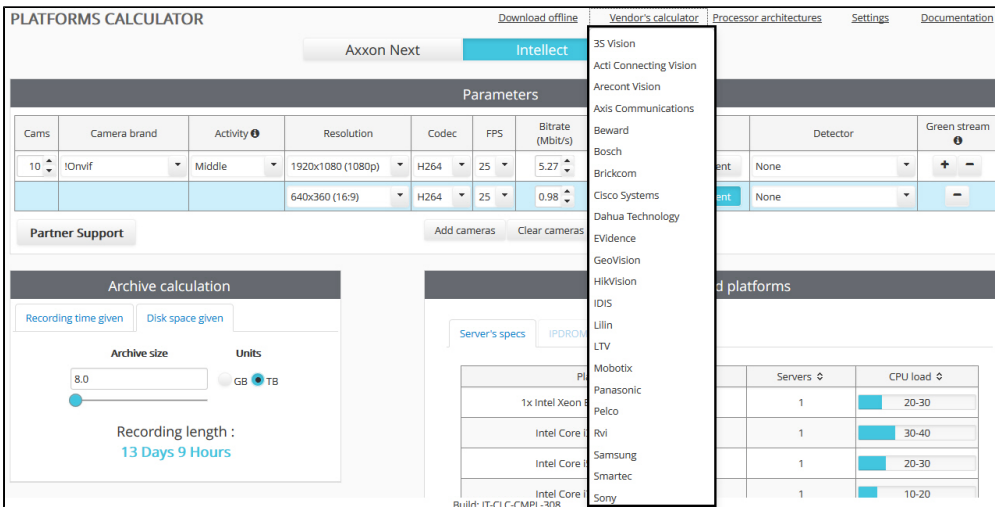 PLATFORMS CALCULATOR
Download offline Vendor's calculator Processor architectures Settings Documentation
Axxon Next Intellect
Parameters
Cams Camera brand Activity Resolution Codec FPS Bitrate (Mbit/s) Detector Green stream
10 !Onvif Middle 1920x1080 (1080p) H264 25 5.27 None + −
640x360 (16:9) H264 25 0.98 None −
Partner Support Add cameras Clear cameras
3S Vision
Acti Connecting Vision
Arecont Vision
Axis Communications
Beward
Bosch
Brickcom
Cisco Systems
Dahua Technology
EVidence
GeoVision
HikVision
IDIS
Lilin
LTV
Mobotix
Panasonic
Pelco
Rvi
Samsung
Smartec
Sony
Archive calculation
Recording time given Disk space given
Archive size Units
8.0 GB TB
Recording length :
13 Days 9 Hours
platforms
Server's specs
Servers CPU load
1x Intel Xeon 1 20-30
Intel Core 1 30-40
Intel Core 1 20-30
Intel Core 1 10-20
Build: IT-CLC-CMPL-308